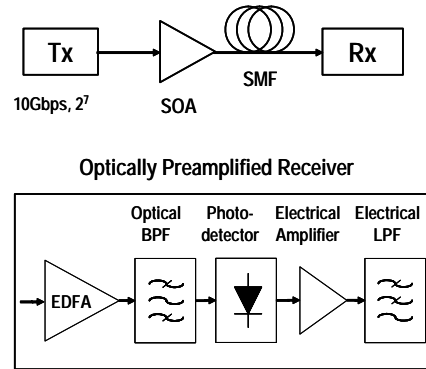 Tx
Rx
SMF
10Gbps, 2⁷
SOA
Optically Preamplified Receiver
Optical BPF
Photo-detector
Electrical Amplifier
Electrical LPF
EDFA